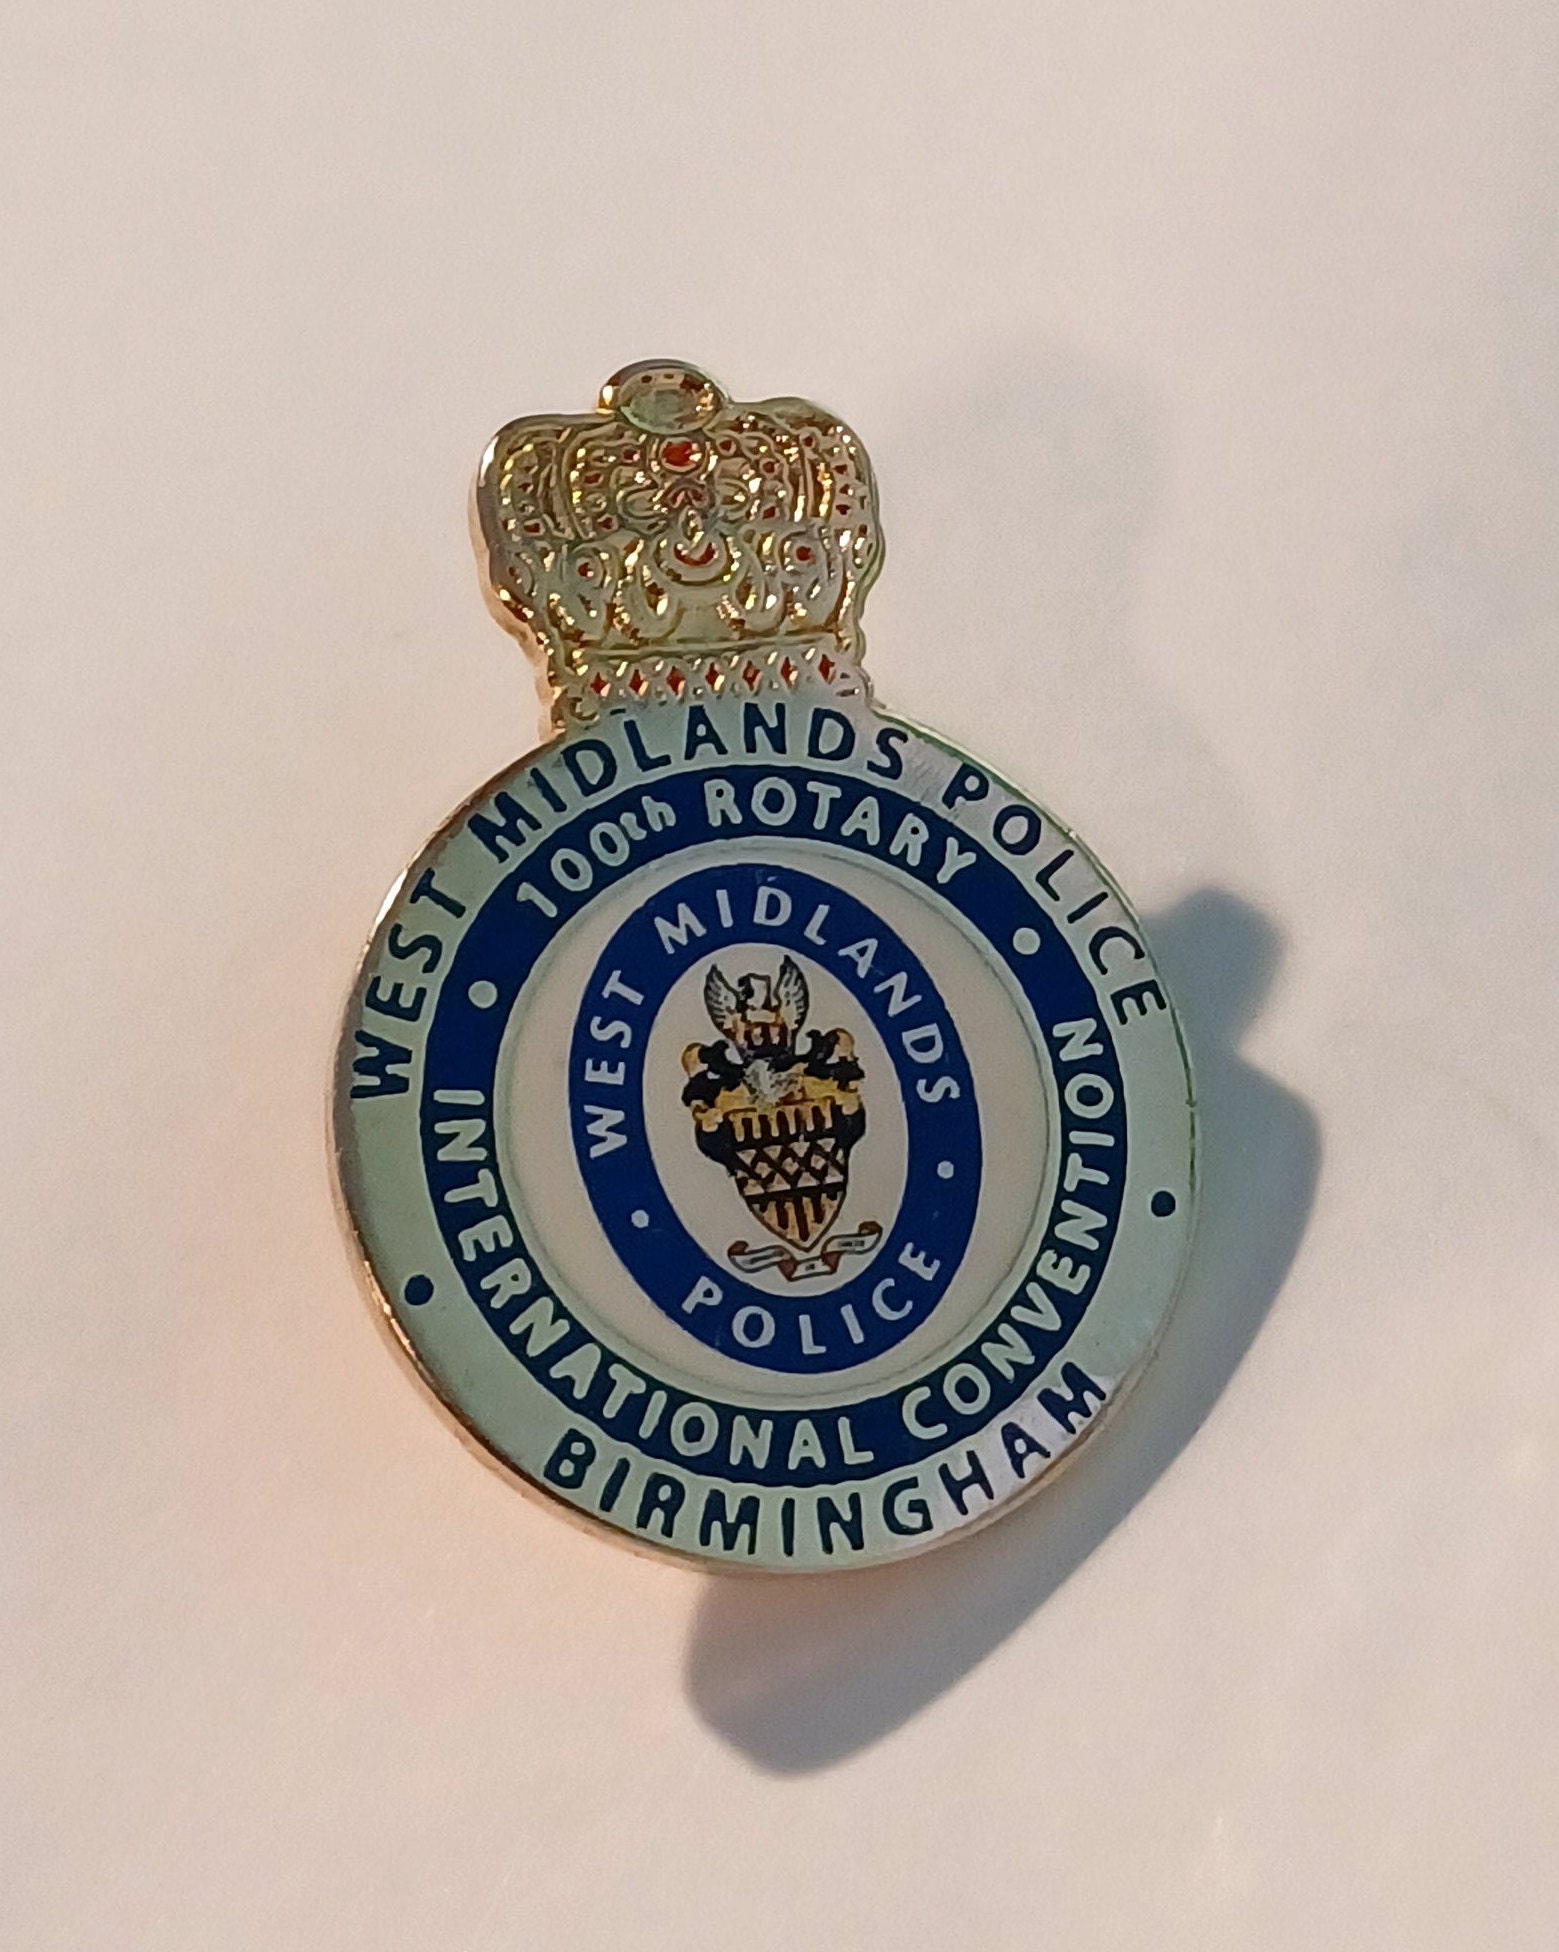 WEST MIDLANDS POLICE
100th ROTARY
INTERNATIONAL CONVENTION
WEST MIDLANDS
POLICE
BIRMINGHAM